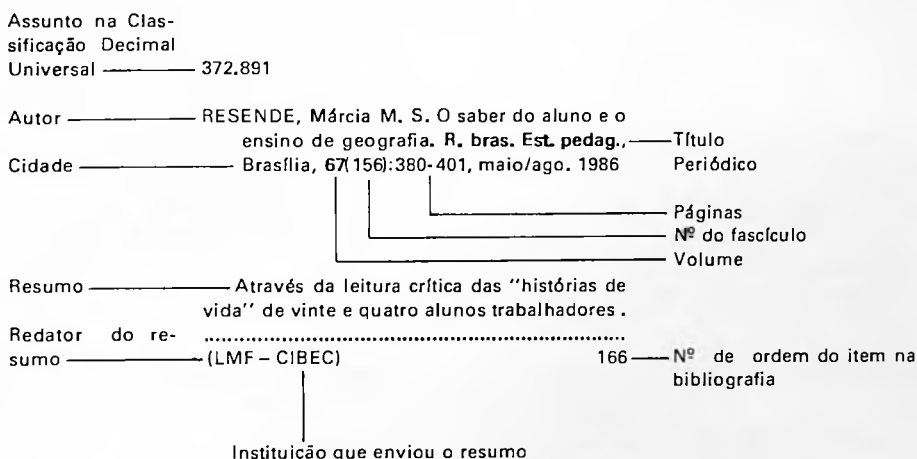 Assunto na Clas-
sificação Decimal
Universal 372.891
Autor RESENDE, Márcia M. S. O saber do aluno e o
ensino de geografia. R. bras. Est. pedag., Título
Cidade Brasília, 67(156):380-401, maio/ago. 1986 Periódico
Páginas
Nº do fascículo
Volume
Resumo Através da leitura crítica das "histórias de
vida" de vinte e quatro alunos trabalhadores .
Redator do re- ........................................................................
sumo (LMF – CIBEC) 166 Nº de ordem do item na
bibliografia
Instituição que enviou o resumo